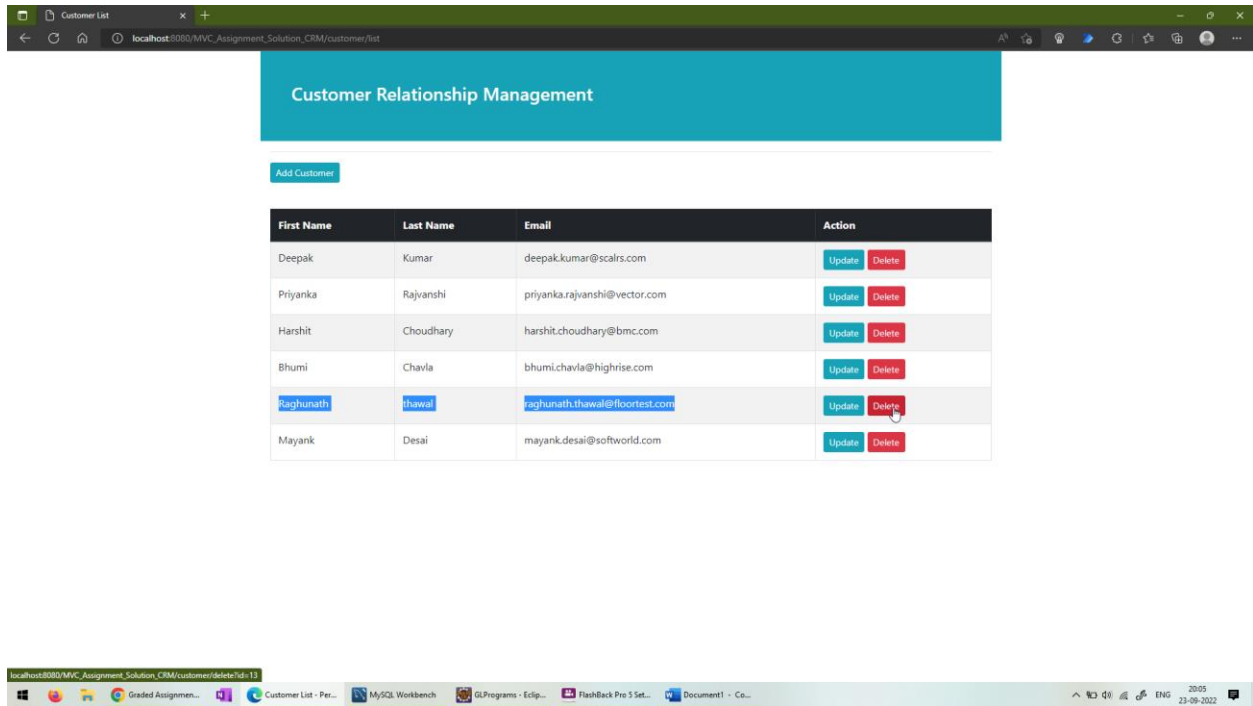 Customer List
localhost:8080/MVC_Assignment_Solution_CRM/customer/list
Customer Relationship Management
Add Customer
First Name Last Name Email Action
Deepak Kumar deepak.kumar@scalrs.com Update Delete
Priyanka Rajvanshi priyanka.rajvanshi@vector.com Update Delete
Harshit Choudhary harshit.choudhary@bmc.com Update Delete
Bhumi Chavla bhumi.chavla@highrise.com Update Delete
Raghunath thawal raghunath.thawal@floortest.com Update Delete
Mayank Desai mayank.desai@softworld.com Update Delete
localhost:8080/MVC_Assignment_Solution_CRM/customer/delete?id=13
Graded Assignmen... Customer List - Per... MySQL Workbench GLPrograms - Eclip... FlashBack Pro 5 Set... Document1 - Co... ENG 20:05
23-09-2022